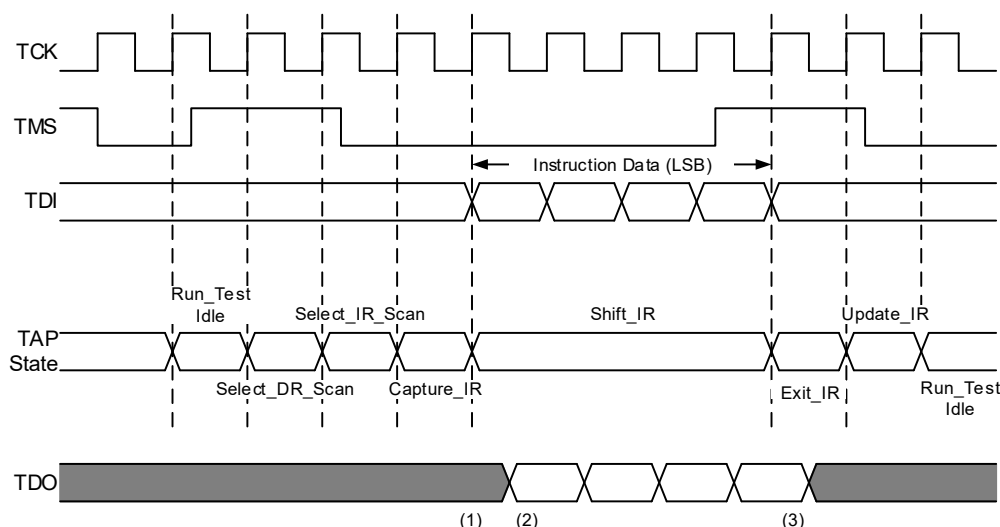 TCK
TMS
Instruction Data (LSB)
TDI
Run_Test
Idle
Select_IR_Scan
Shift_IR
Update_IR
TAP
State
Select_DR_Scan
Capture_IR
Exit_IR
Run_Test
Idle
TDO
(1)
(2)
(3)